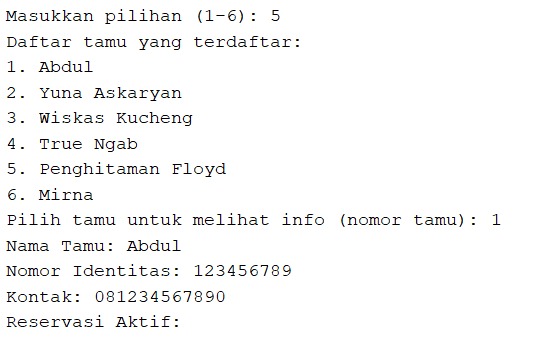 Masukkan pilihan (1-6): 5
Daftar tamu yang terdaftar:
1. Abdul
2. Yuna Askaryan
3. Wiskas Kucheng
4. True Ngab
5. Penghitaman Floyd
6. Mirna
Pilih tamu untuk melihat info (nomor tamu): 1
Nama Tamu: Abdul
Nomor Identitas: 123456789
Kontak: 081234567890
Reservasi Aktif: